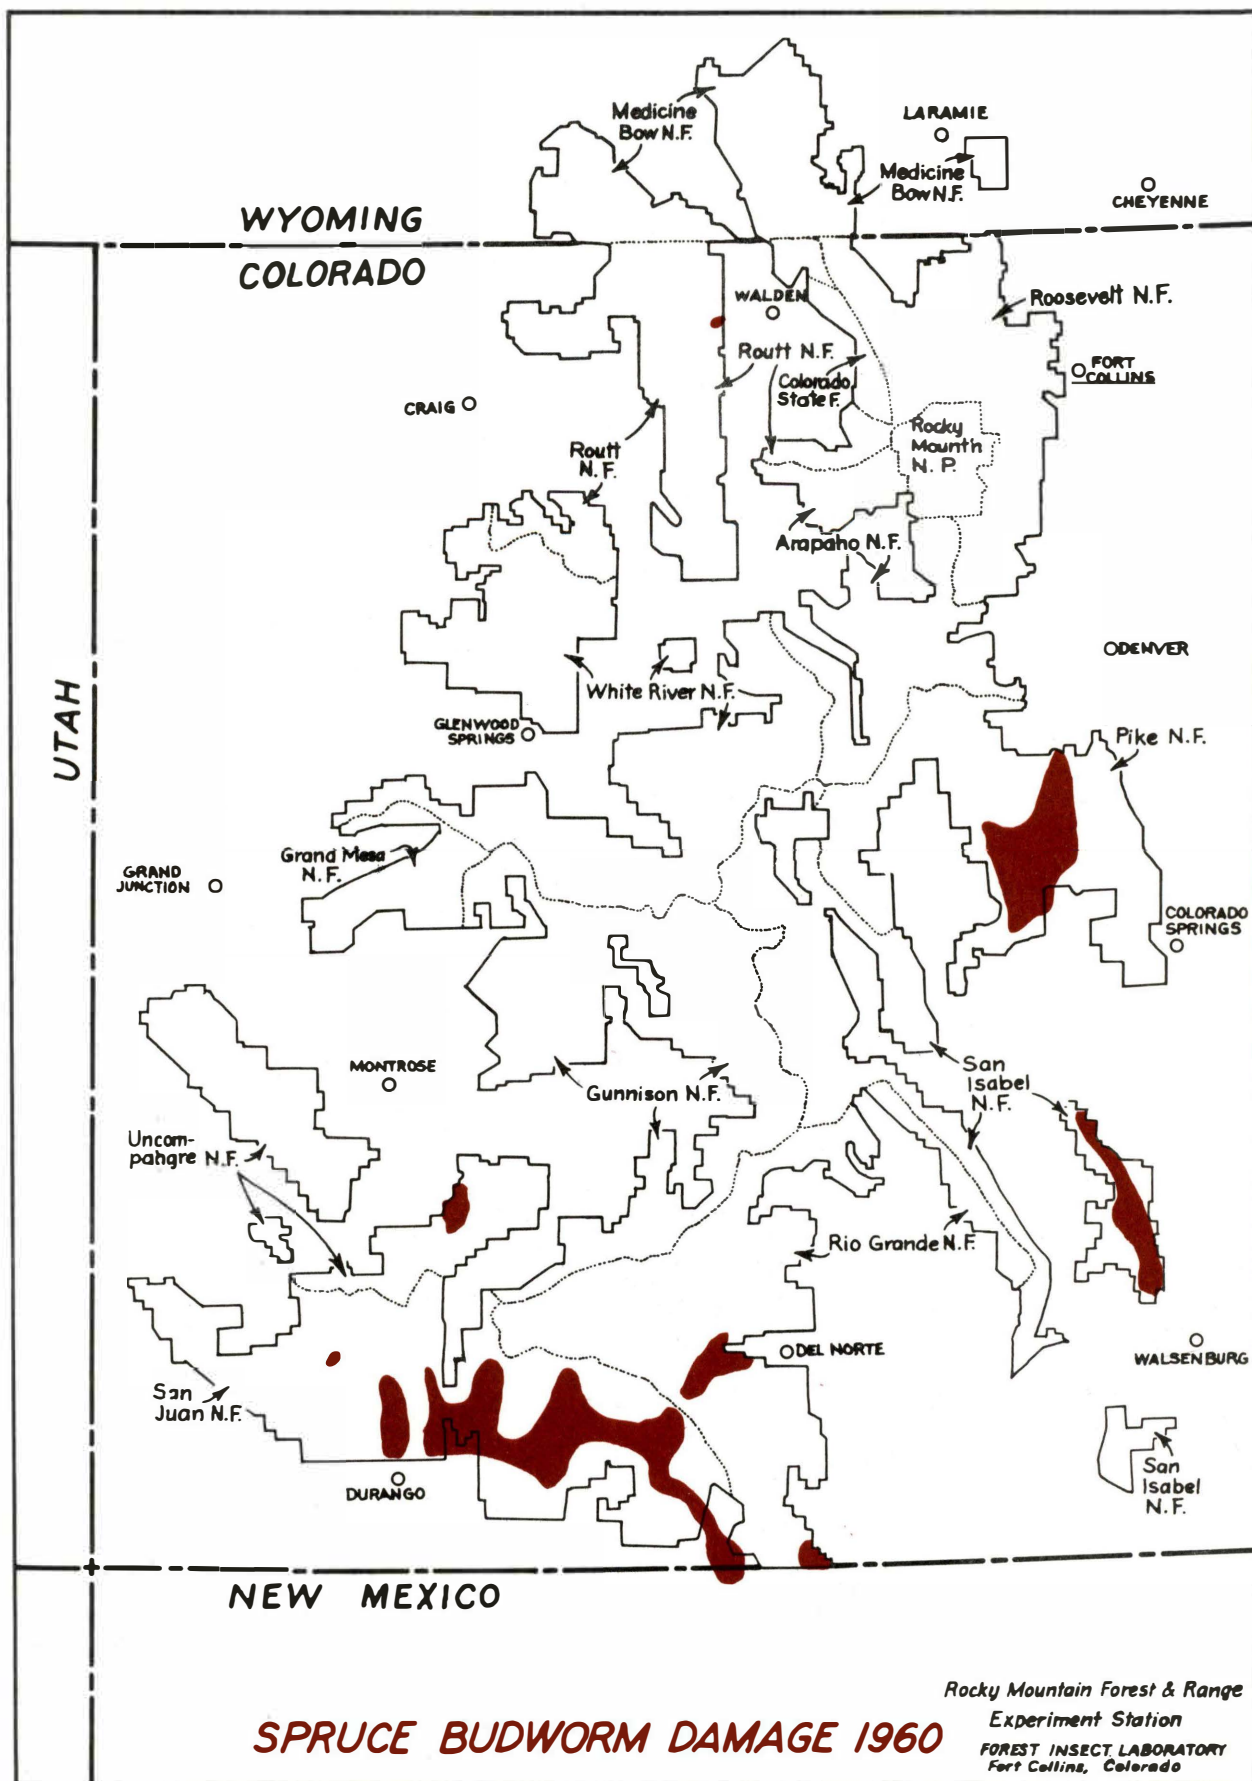 Medicine
Bow N.F.
LARAMIE
Medicine
Bow N.F.
CHEYENNE
WYOMING
COLORADO
WALDEN
Roosevelt N.F.
Routt N.F.
FORT
COLLINS
Colorado
State F.
CRAIG
Rocky
Mount'n
N. P.
Routt
N. F.
Arapaho N.F.
DENVER
UTAH
White River N.F.
GLENWOOD
SPRINGS
Pike N.F.
Grand Mesa
N.F.
GRAND
JUNCTION
COLORADO
SPRINGS
MONTROSE
San
Isabel
N.F.
Gunnison N.F.
Uncom-
pahgre N.F.
Rio Grande N.F.
DEL NORTE
WALSENBURG
San
Juan N.F.
San
Isabel
N.F.
DURANGO
NEW MEXICO
Rocky Mountain Forest & Range
Experiment Station
SPRUCE BUDWORM DAMAGE 1960
FOREST INSECT LABORATORY
Fort Collins, Colorado